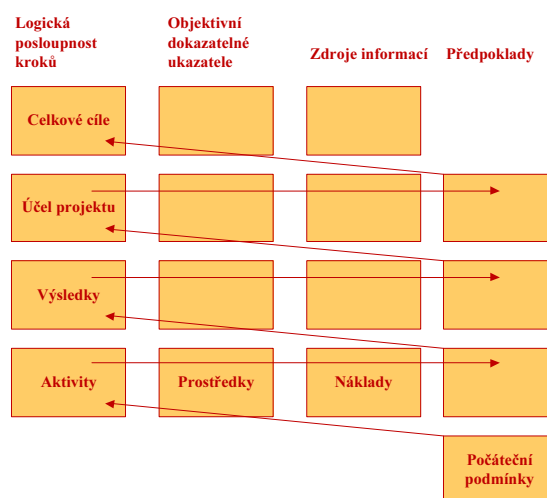 Logická
posloupnost
kroků
Objektivní
dokazatelné
ukazatele
Zdroje informací
Předpoklady
Celkové cíle
Účel projektu
Výsledky
Aktivity
Prostředky
Náklady
Počáteční
podmínky